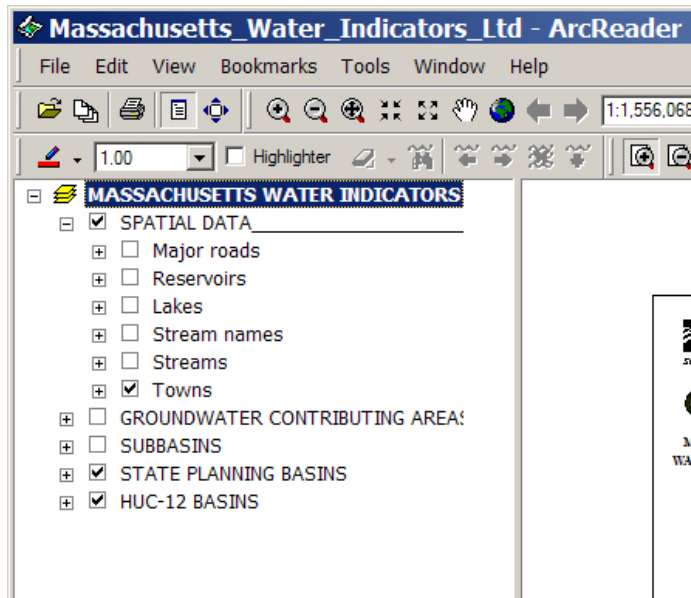 Massachusetts_Water_Indicators_Ltd - ArcReader
File Edit View Bookmarks Tools Window Help
1:1,556,068
1.00 Highlighter
MASSACHUSETTS WATER INDICATORS
SPATIAL DATA
Major roads
Reservoirs
Lakes
Stream names
Streams
Towns
GROUNDWATER CONTRIBUTING AREAS
SUBBASINS
STATE PLANNING BASINS
HUC-12 BASINS
M
WA